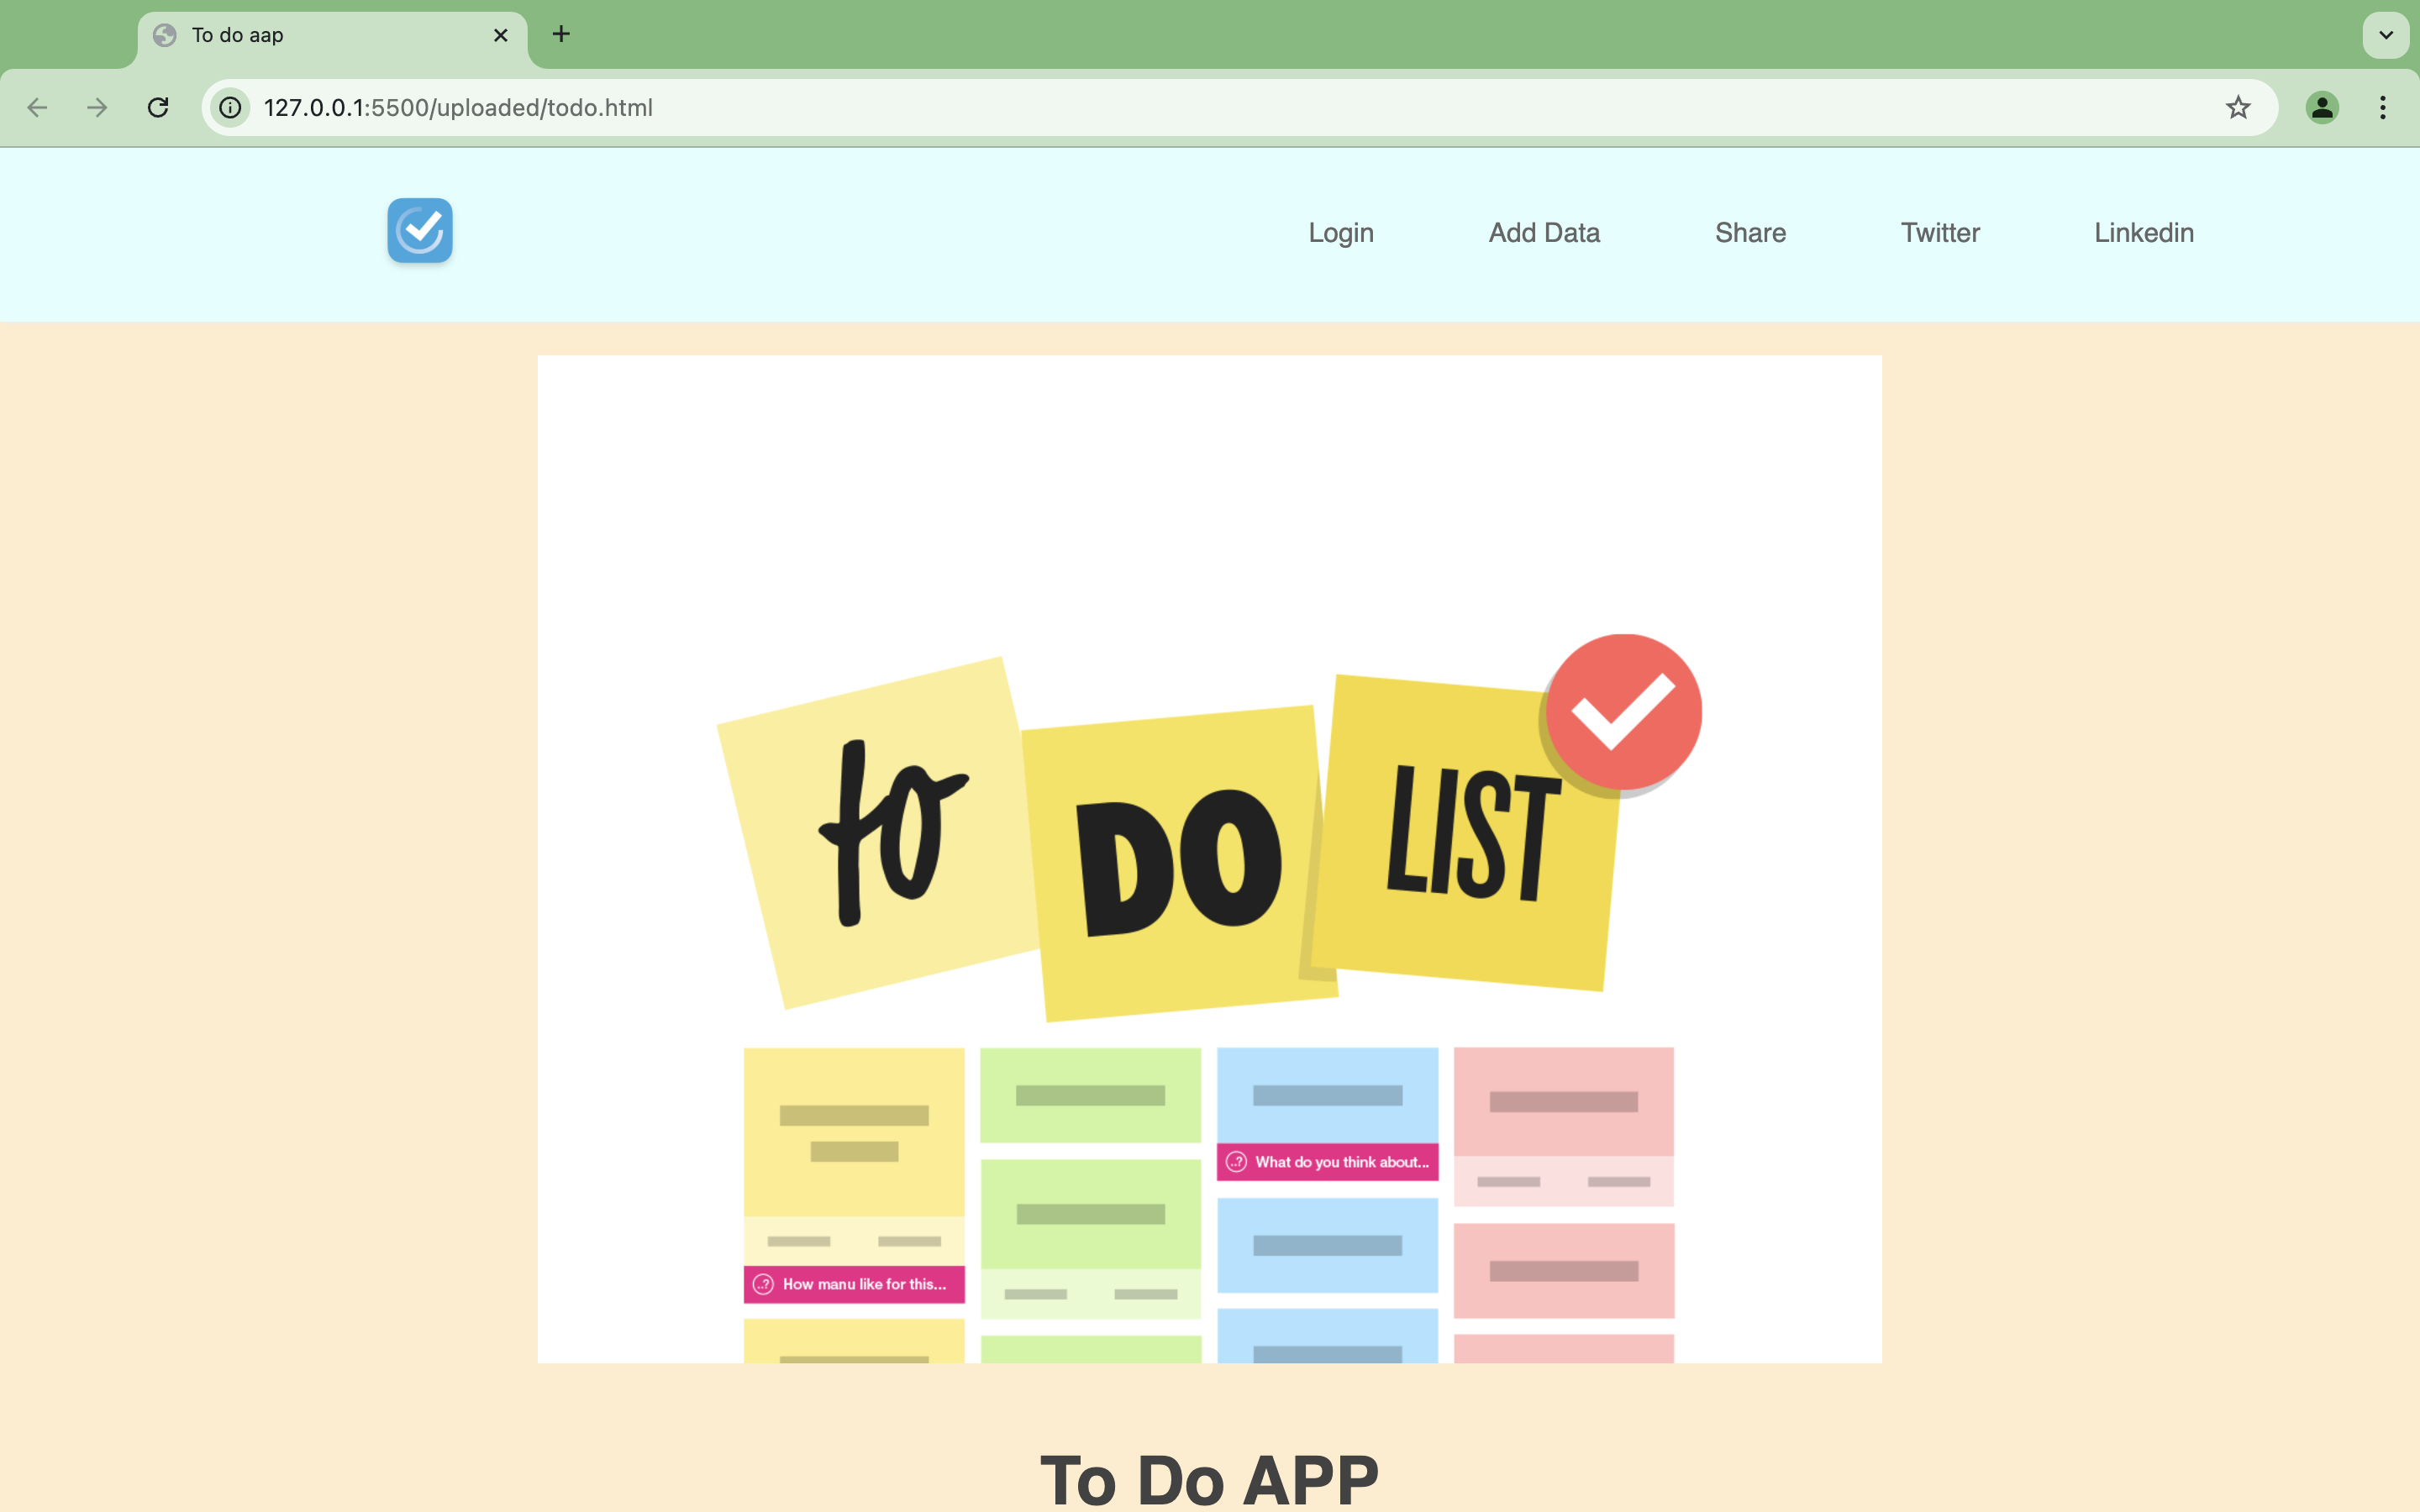 To do aap
127.0.0.1:5500/uploaded/todo.html
Login Add Data Share Twitter Linkedin
to DO LIST
What do you think about...
How manu like for this...
To Do APP